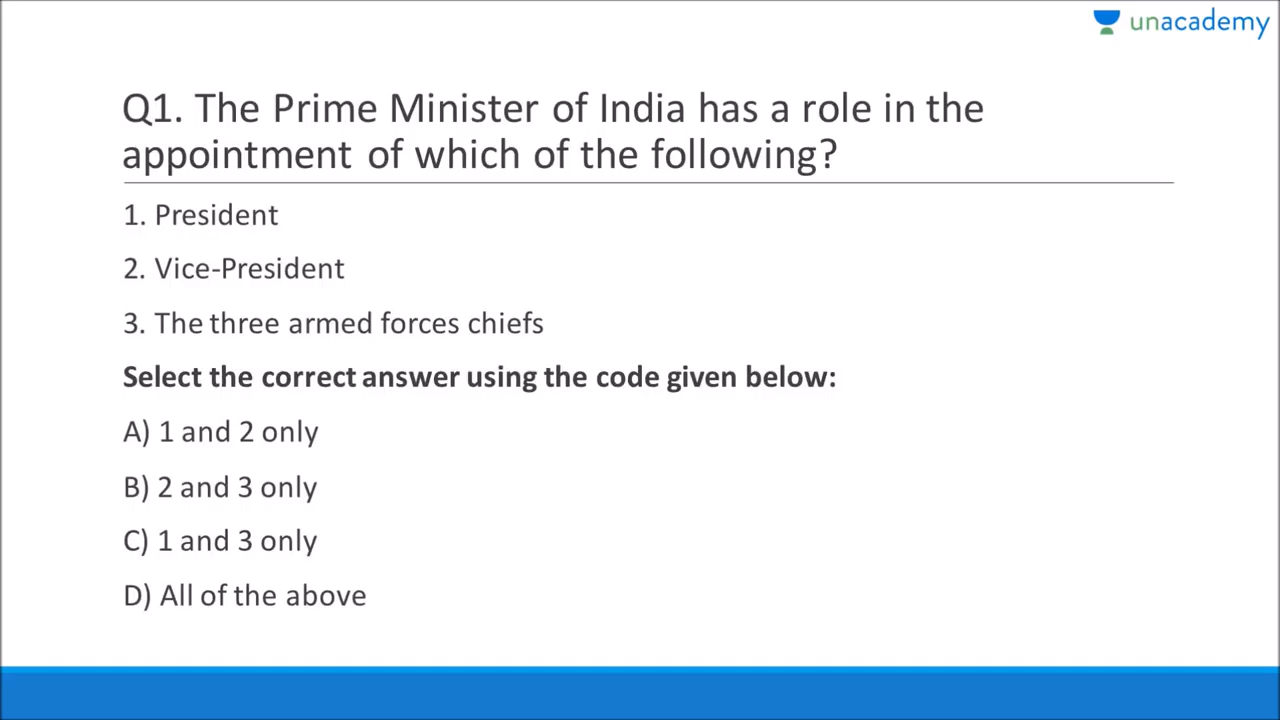 unacademy
Q1. The Prime Minister of India has a role in the
appointment of which of the following?
1. President
2. Vice-President
3. The three armed forces chiefs
Select the correct answer using the code given below:
A) 1 and 2 only
B) 2 and 3 only
C) 1 and 3 only
D) All of the above